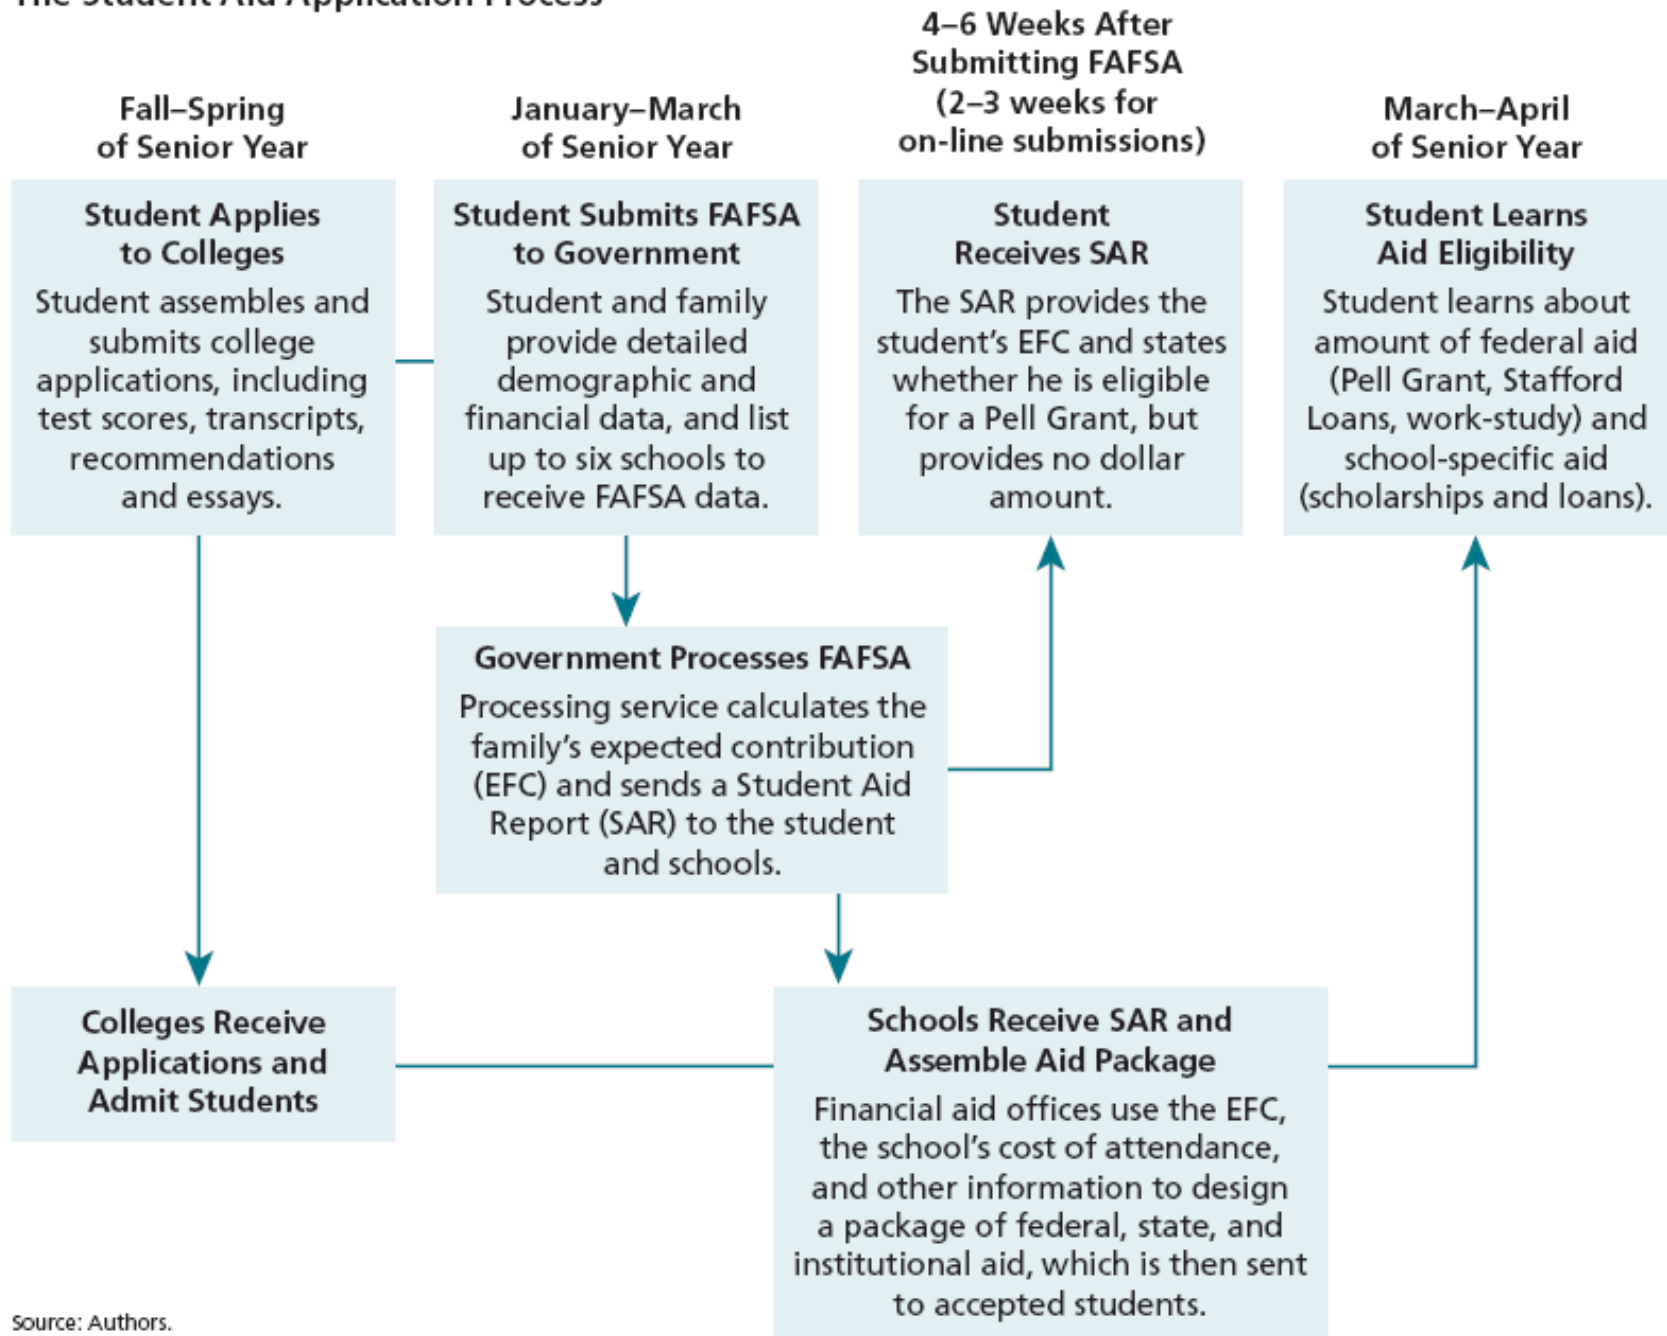 The Student Aid Application Process
Fall–Spring
of Senior Year
January–March
of Senior Year
4–6 Weeks After
Submitting FAFSA
(2–3 weeks for
on-line submissions)
March–April
of Senior Year
Student Applies
to Colleges
Student assembles and
submits college
applications, including
test scores, transcripts,
recommendations
and essays.
Student Submits FAFSA
to Government
Student and family
provide detailed
demographic and
financial data, and list
up to six schools to
receive FAFSA data.
Student
Receives SAR
The SAR provides the
student’s EFC and states
whether he is eligible
for a Pell Grant, but
provides no dollar
amount.
Student Learns
Aid Eligibility
Student learns about
amount of federal aid
(Pell Grant, Stafford
Loans, work-study) and
school-specific aid
(scholarships and loans).
Government Processes FAFSA
Processing service calculates the
family’s expected contribution
(EFC) and sends a Student Aid
Report (SAR) to the student
and schools.
Colleges Receive
Applications and
Admit Students
Schools Receive SAR and
Assemble Aid Package
Financial aid offices use the EFC,
the school’s cost of attendance,
and other information to design
a package of federal, state, and
institutional aid, which is then sent
to accepted students.
Source: Authors.